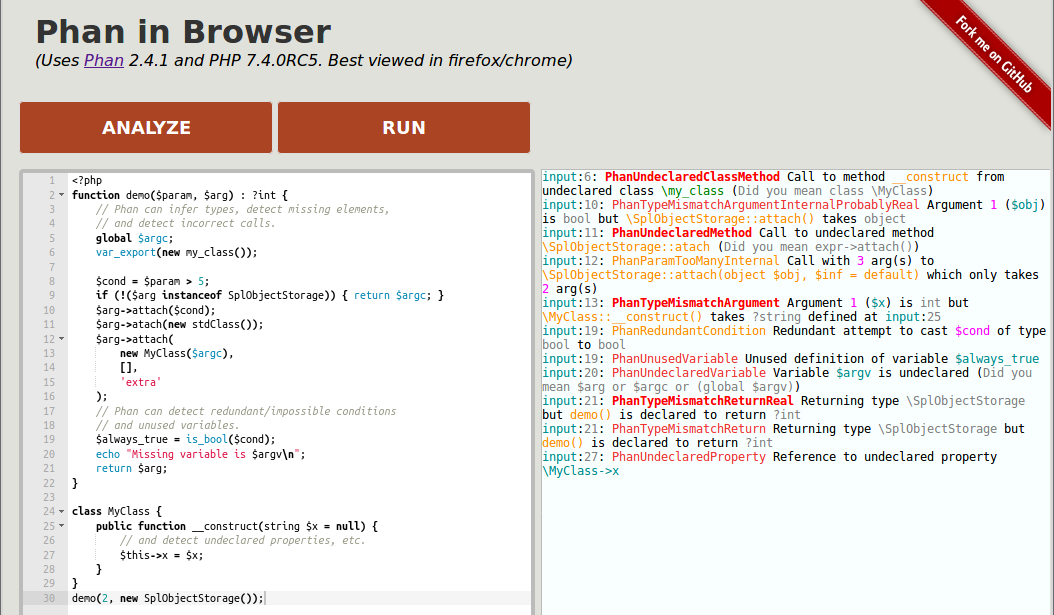 Phan in Browser
(Uses Phan 2.4.1 and PHP 7.4.0RC5. Best viewed in firefox/chrome)
Fork me on GitHub
ANALYZE
RUN
1 <?php
2 function demo($param, $arg) : ?int {
3     // Phan can infer types, detect missing elements,
4     // and detect incorrect calls.
5     global $argc;
6     var_export(new my_class());
7
8     $cond = $param > 5;
9     if (!($arg instanceof SplObjectStorage)) { return $argc; }
10     $arg->attach($cond);
11     $arg->atach(new stdClass());
12     $arg->attach(
13         new MyClass($argc),
14         [],
15         'extra'
16     );
17     // Phan can detect redundant/impossible conditions
18     // and unused variables.
19     $always_true = is_bool($cond);
20     echo "Missing variable is $argv\n";
21     return $arg;
22 }
23
24 class MyClass {
25     public function __construct(string $x = null) {
26         // and detect undeclared properties, etc.
27         $this->x = $x;
28     }
29 }
30 demo(2, new SplObjectStorage());
input:6: PhanUndeclaredClassMethod Call to method __construct from
undeclared class \my_class (Did you mean class \MyClass)
input:10: PhanTypeMismatchArgumentInternalProbablyReal Argument 1 ($obj)
is bool but \SplObjectStorage::attach() takes object
input:11: PhanUndeclaredMethod Call to undeclared method
\SplObjectStorage::atach (Did you mean expr->attach())
input:12: PhanParamTooManyInternal Call with 3 arg(s) to
\SplObjectStorage::attach(object $obj, $inf = default) which only takes
2 arg(s)
input:13: PhanTypeMismatchArgument Argument 1 ($x) is int but
\MyClass::__construct() takes ?string defined at input:25
input:19: PhanRedundantCondition Redundant attempt to cast $cond of type
bool to bool
input:19: PhanUnusedVariable Unused definition of variable $always_true
input:20: PhanUndeclaredVariable Variable $argv is undeclared (Did you
mean $arg or $argc or (global $argv))
input:21: PhanTypeMismatchReturnReal Returning type \SplObjectStorage
but demo() is declared to return ?int
input:21: PhanTypeMismatchReturn Returning type \SplObjectStorage but
demo() is declared to return ?int
input:27: PhanUndeclaredProperty Reference to undeclared property
\MyClass->x